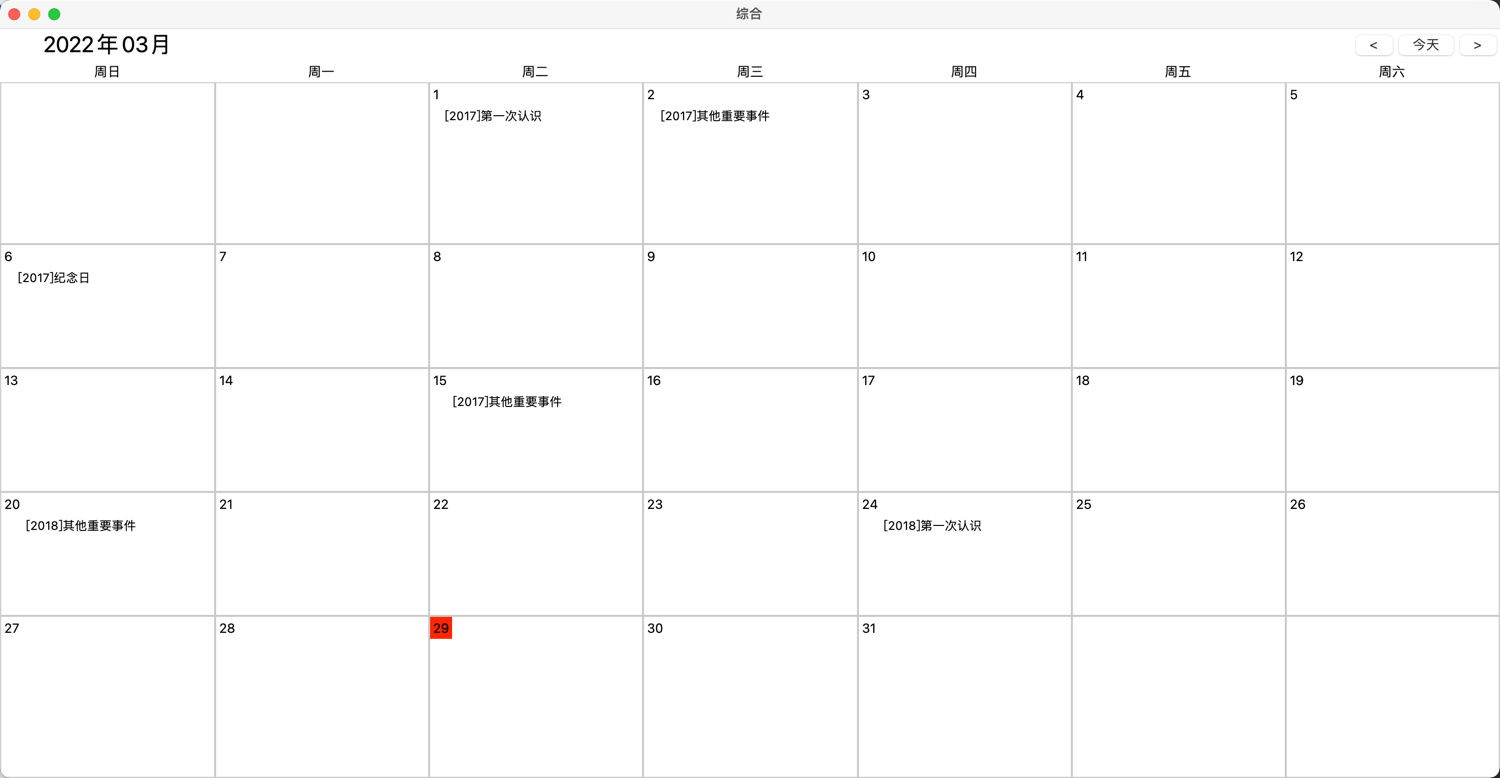 综合
2022年03月
< 今天 >
周日 周一 周二 周三 周四 周五 周六
1 2 3 4 5
[2017]第一次认识 [2017]其他重要事件
6 7 8 9 10 11 12
[2017]纪念日
13 14 15 16 17 18 19
[2017]其他重要事件
20 21 22 23 24 25 26
[2018]其他重要事件 [2018]第一次认识
27 28 29 30 31